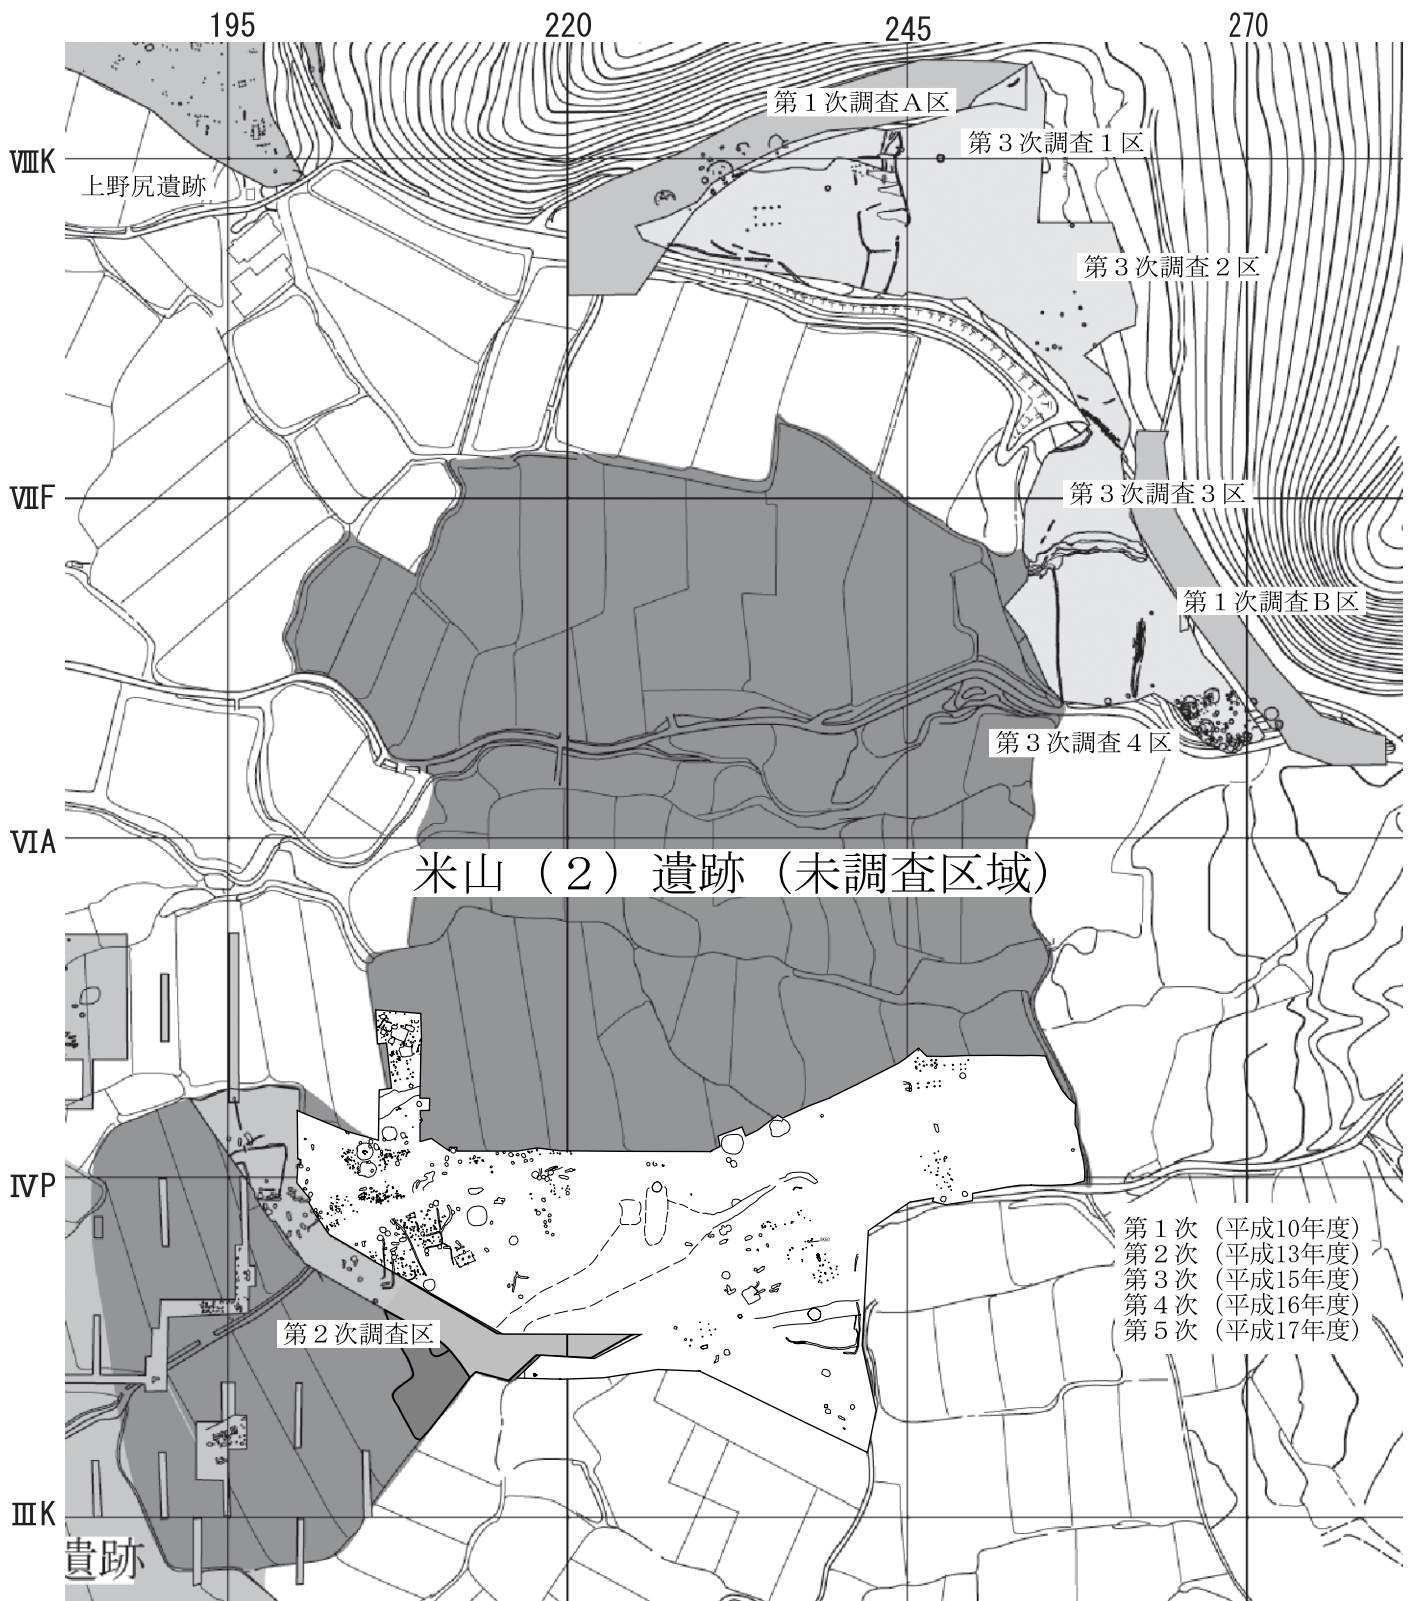 195 220 245 270
第１次調査Ａ区
第３次調査１区
ⅧK
上野尻遺跡
第３次調査２区
ⅦF
第３次調査３区
第１次調査Ｂ区
第３次調査４区
ⅥA
米山（２）遺跡（未調査区域）
ⅣP
第１次（平成10年度）
第２次（平成13年度）
第３次（平成15年度）
第４次（平成16年度）
第５次（平成17年度）
第２次調査区
ⅢK
遺跡